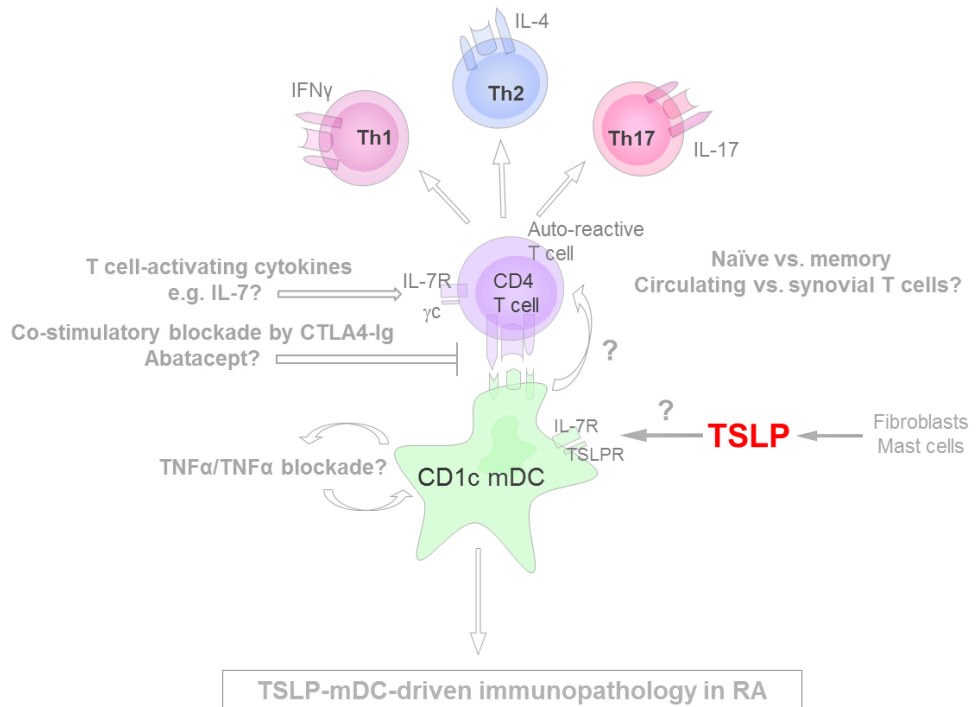 IL-4
IFNγ
Th2
Th1
Th17
IL-17
Auto-reactive
T cell
T cell-activating cytokines
e.g. IL-7?
IL-7R
γc
CD4
T cell
Naïve vs. memory
Circulating vs. synovial T cells?
Co-stimulatory blockade by CTLA4-Ig
Abatacept?
?
?
TSLP
Fibroblasts
Mast cells
IL-7R
TSLPR
TNFα/TNFα blockade?
CD1c mDC
TSLP-mDC-driven immunopathology in RA